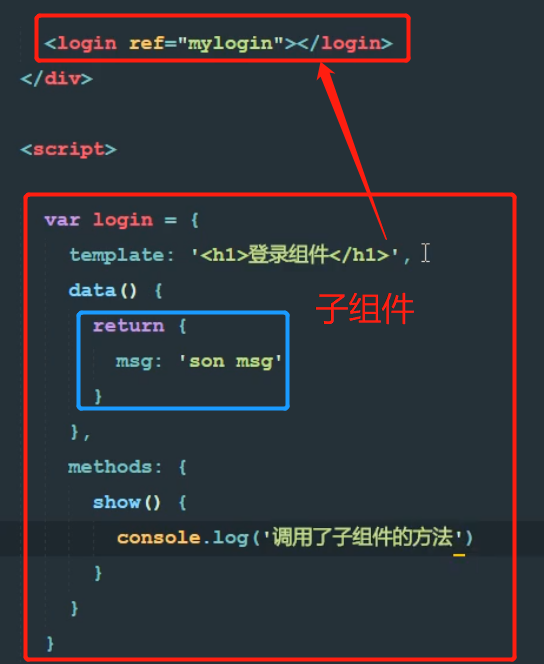 <login ref="mylogin"></login>
</div>
<script>
var login = {
template: '<h1>登录组件</h1>',
data() {
子组件
return {
msg: 'son msg'
}
},
methods: {
show() {
console.log('调用了子组件的方法')
}
}
}